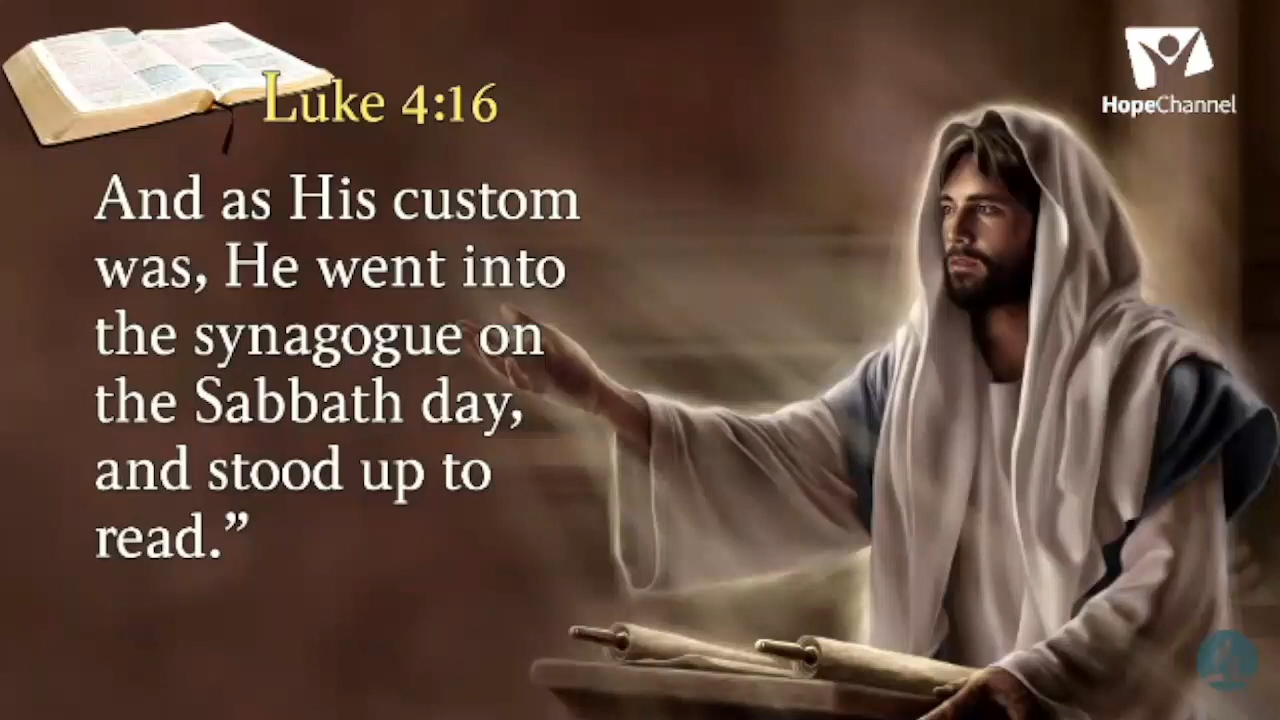 Luke 4:16
HopeChannel
And as His custom
was, He went into
the synagogue on
the Sabbath day,
and stood up to
read.”